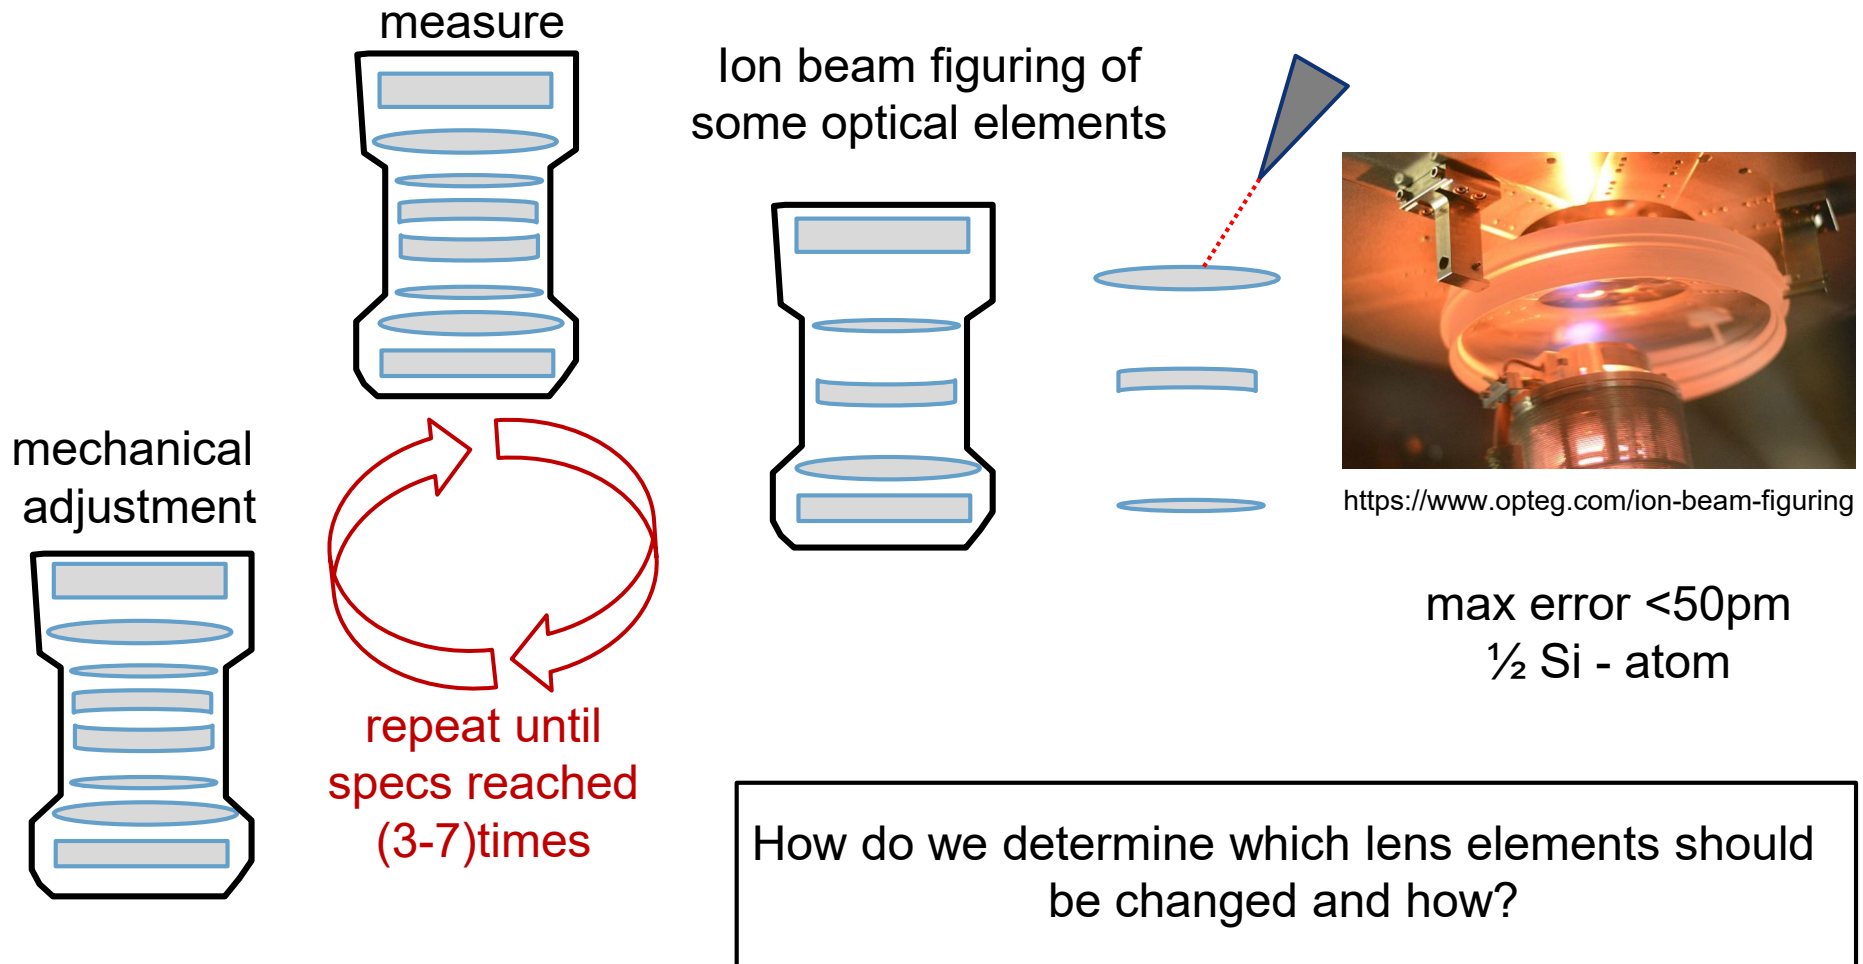 measure
Ion beam figuring of
some optical elements
mechanical
adjustment
https://www.opteg.com/ion-beam-figuring
max error <50pm
½ Si - atom
repeat until
specs reached
(3-7)times
How do we determine which lens elements should
be changed and how?